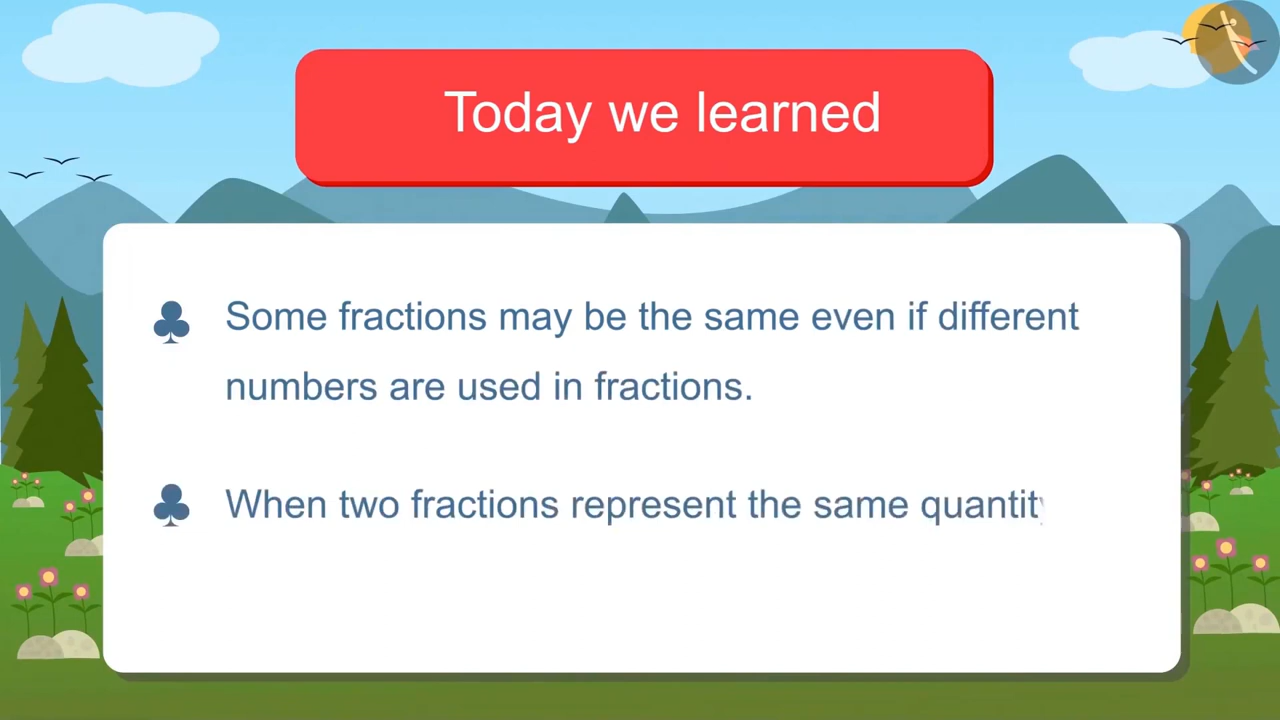 Today we learned
Some fractions may be the same even if different
numbers are used in fractions.
When two fractions represent the same quantity